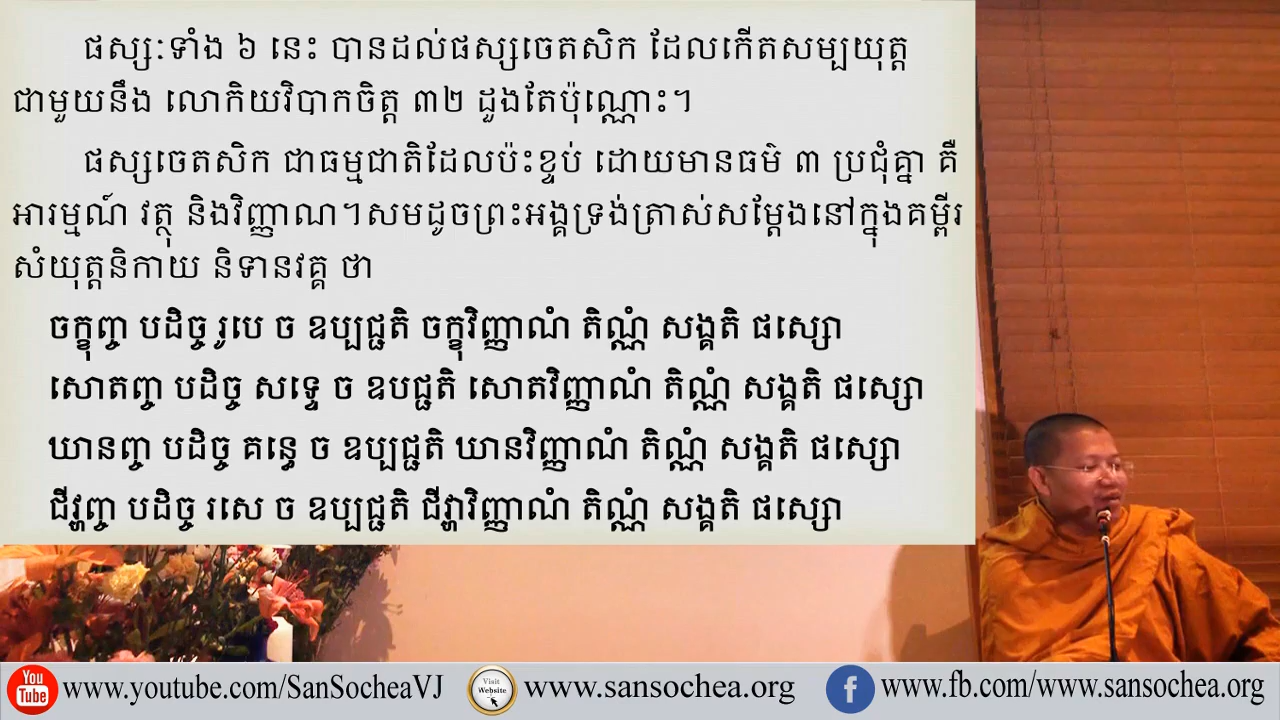 ផស្សៈទាំង ៦ នេះ បានដល់ផស្សចេតសិក ដែលកើតសម្បយុត្ត
ជាមួយនឹង លោកិយវិបាកចិត្ត ៣២ ដួងតែប៉ុណ្ណោះ។
ផស្សចេតសិក ជាធម្មជាតិដែលប៉ះខ្ទប់ ដោយមានធម៌ ៣ ប្រជុំគ្នា គឺ
អារម្មណ៍ វត្ថុ និងវិញ្ញាណ។ សមដូចព្រះអង្គទ្រង់ត្រាស់សម្តែងនៅក្នុងគម្ពីរ
សំយុត្តនិកាយ និទានវគ្គ ថា
ចក្ខុញ្ច បដិច្ច រូបេ ច ឧប្បជ្ជតិ ចក្ខុវិញ្ញាណំ តិណ្ណំ សង្គតិ ផស្សោ
សោតញ្ច បដិច្ច សទ្ទេ ច ឧបជ្ជតិ សោតវិញ្ញាណំ តិណ្ណំ សង្គតិ ផស្សោ
ឃានញ្ច បដិច្ច គន្ធេ ច ឧប្បជ្ជតិ ឃានវិញ្ញាណំ តិណ្ណំ សង្គតិ ផស្សោ
ជីវ្ហញ្ច បដិច្ច រសេ ច ឧប្បជ្ជតិ ជីវ្ហាវិញ្ញាណំ តិណ្ណំ សង្គតិ ផស្សោ
You Tube www.youtube.com/SanSocheaVJ Visit Website www.sansochea.org f www.fb.com/www.sansochea.org